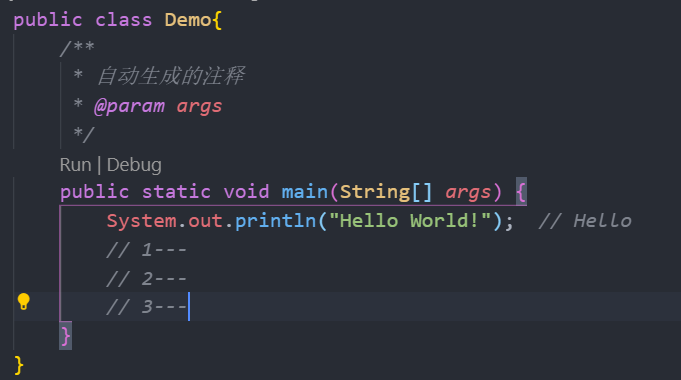 public class Demo{
/**
* 自动生成的注释
* @param args
*/
Run | Debug
public static void main(String[] args) {
System.out.println("Hello World!");  // Hello
// 1---
// 2---
// 3---
}
}